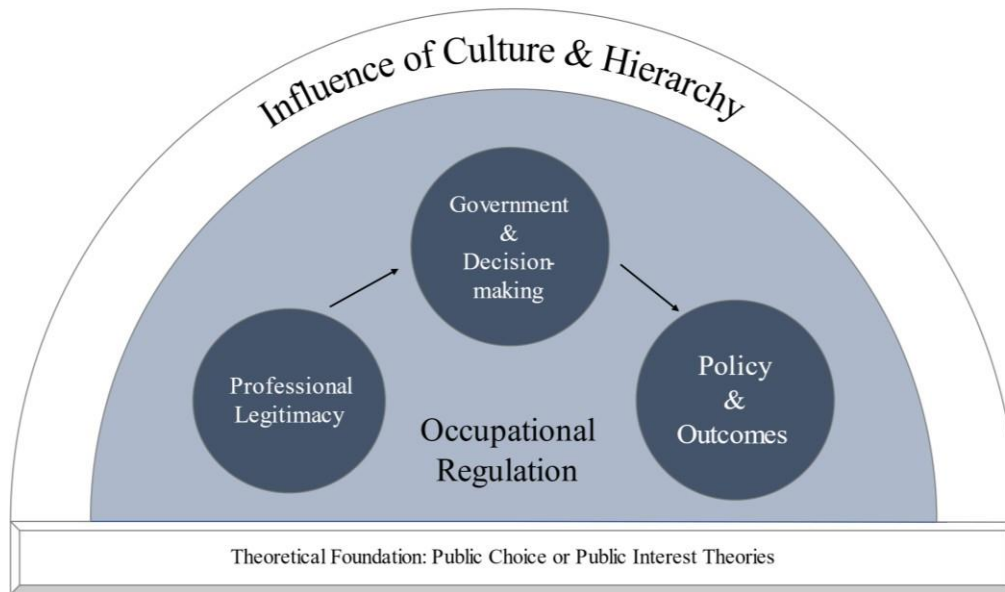 Influence of Culture & Hierarchy
Government
&
Decision-
making
Professional
Legitimacy
Policy
&
Outcomes
Occupational
Regulation
Theoretical Foundation: Public Choice or Public Interest Theories